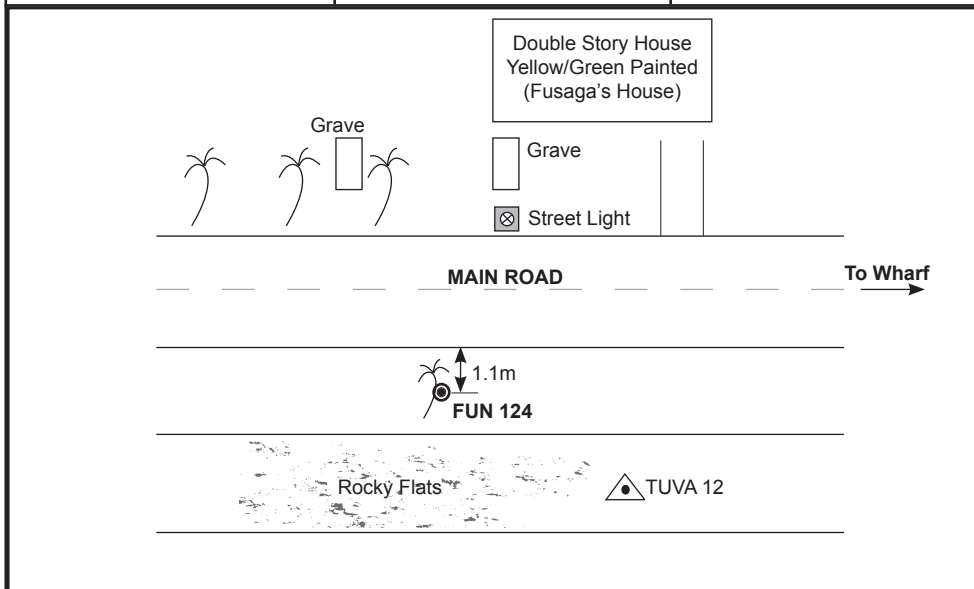 Double Story House
Yellow/Green Painted
(Fusaga's House)
Grave
Grave
Street Light
MAIN ROAD
To Wharf
1.1m
FUN 124
Rocky Flats
TUVA 12